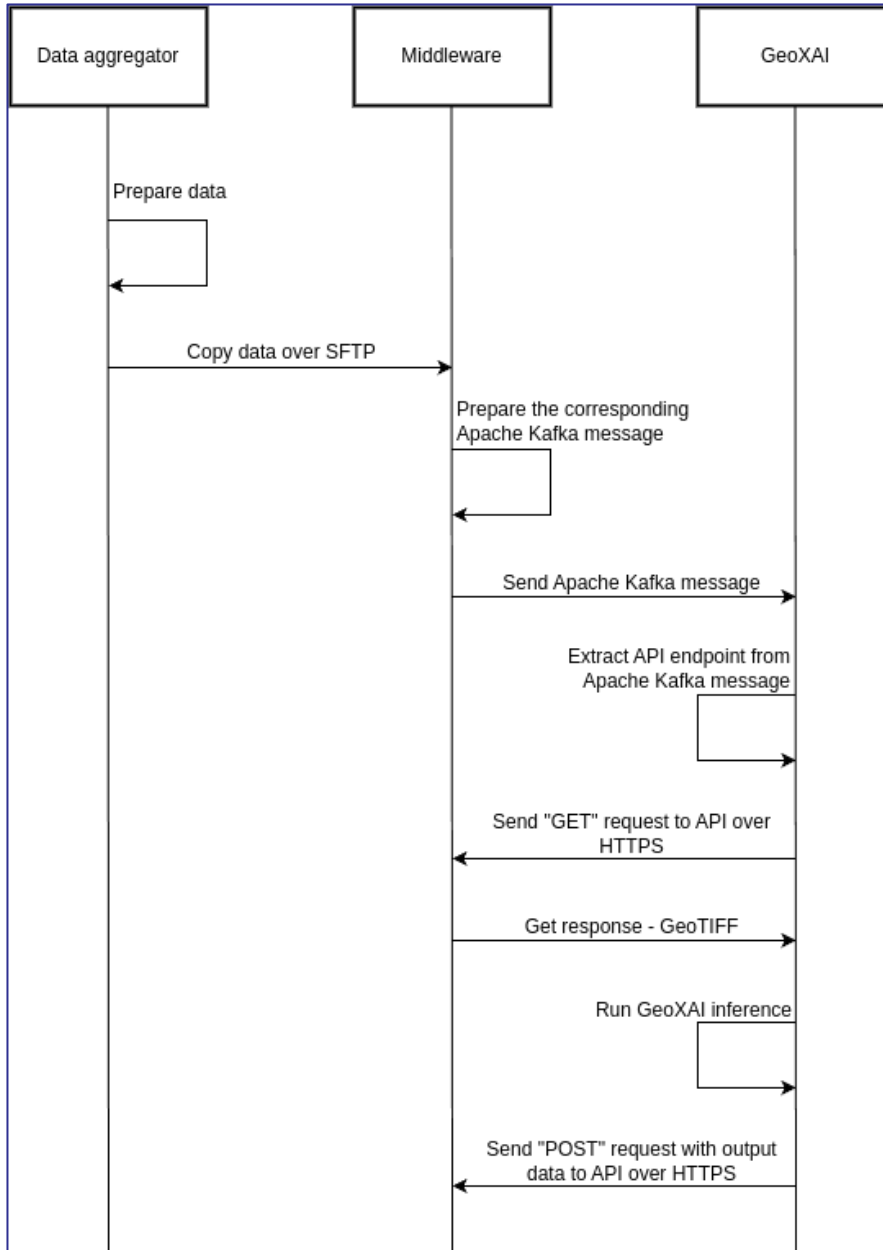 Data aggregator
Middleware
GeoXAI
Prepare data
Copy data over SFTP
Prepare the corresponding
Apache Kafka message
Send Apache Kafka message
Extract API endpoint from
Apache Kafka message
Send "GET" request to API over
HTTPS
Get response - GeoTIFF
Run GeoXAI inference
Send "POST" request with output
data to API over HTTPS